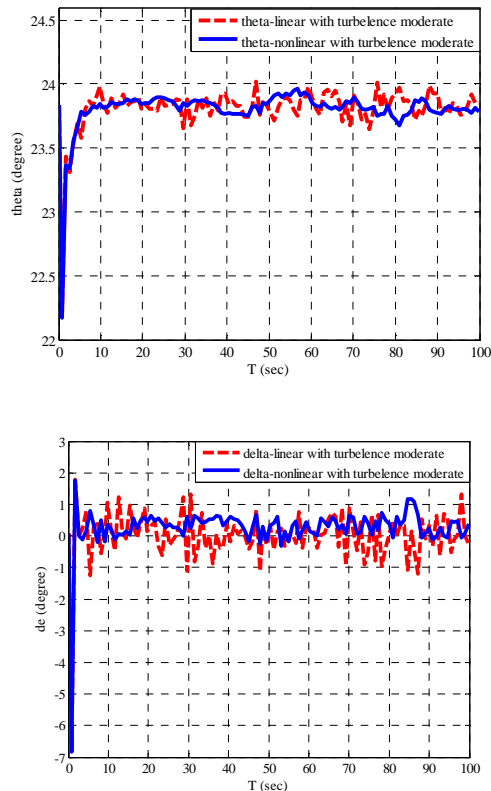 24.6
theta-linear with turbelence moderate
theta-nonlinear with turbelence moderate
24
23.5
23
22.5
22
theta (degree)
0 10 20 30 40 50 60 70 80 90 100
T (sec)
3
delta-linear with turbelence moderate
delta-nonlinear with turbelence moderate
2
1
0
-1
-2
-3
-4
-5
-6
-7
de (degree)
0 10 20 30 40 50 60 70 80 90 100
T (sec)